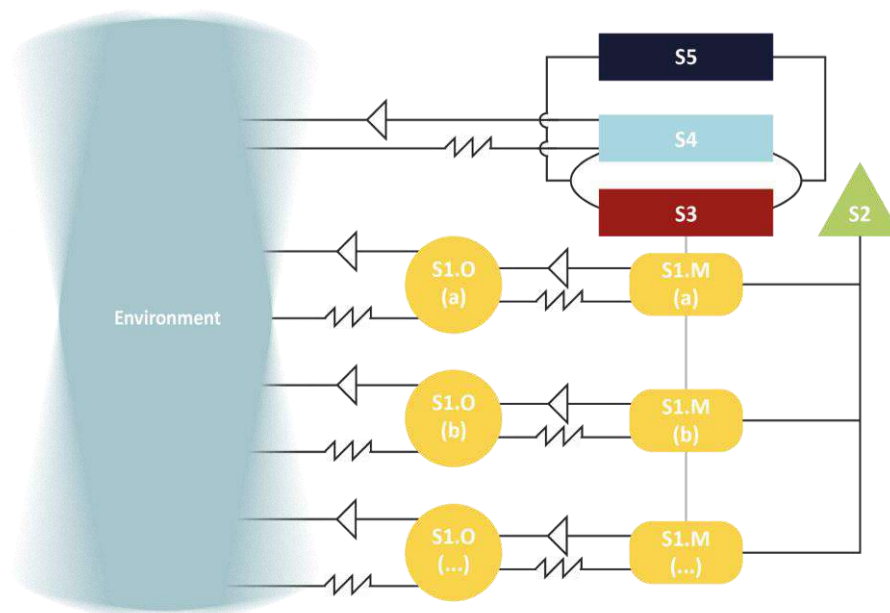 S5
S4
S3
S2
S1.O
(a)
S1.M
(a)
Environment
S1.O
(b)
S1.M
(b)
S1.O
(...)
S1.M
(...)